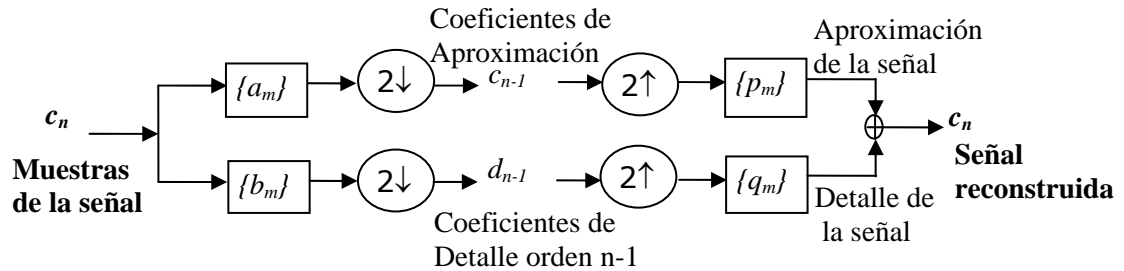 Coeficientes de
Aproximación
Aproximación
de la señal
{a_m}
2↓
c_{n-1}
2↑
{p_m}
c_n
c_n
Muestras
de la señal
Señal
reconstruida
{b_m}
2↓
d_{n-1}
2↑
{q_m}
Detalle de
la señal
Coeficientes de
Detalle orden n-1